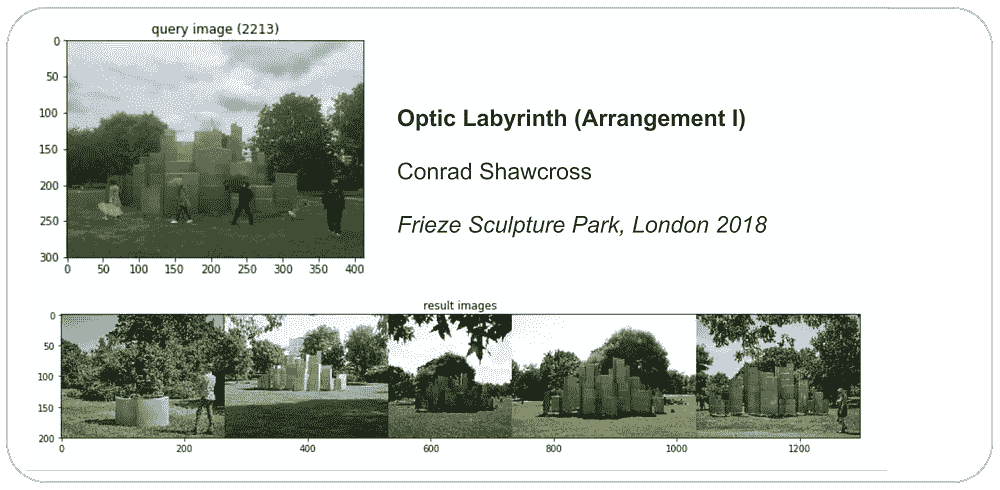 query image (2213)
0
50
100
150
200
250
300
0 50 100 150 200 250 300 350 400
Optic Labyrinth (Arrangement I)
Conrad Shawcross
Frieze Sculpture Park, London 2018
result images
0
50
100
150
200
0 200 400 600 800 1000 1200